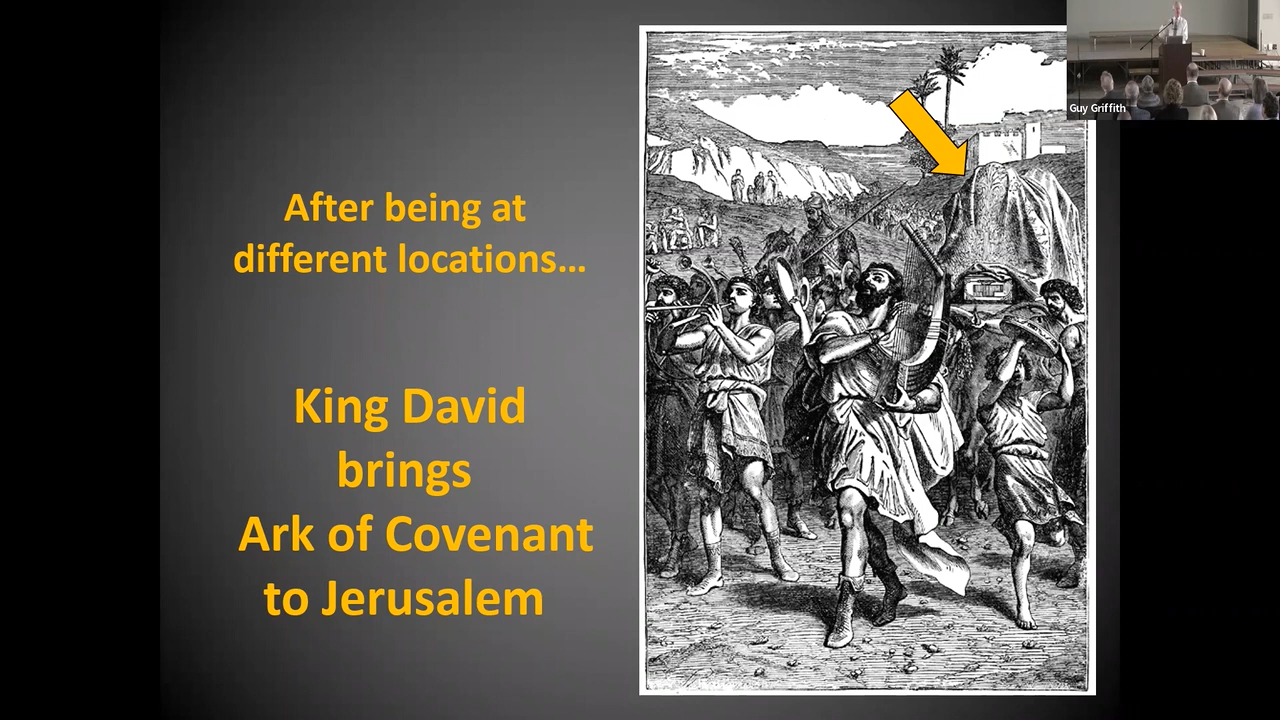 After being at
different locations…
King David
brings
Ark of Covenant
to Jerusalem
Guy Griffith